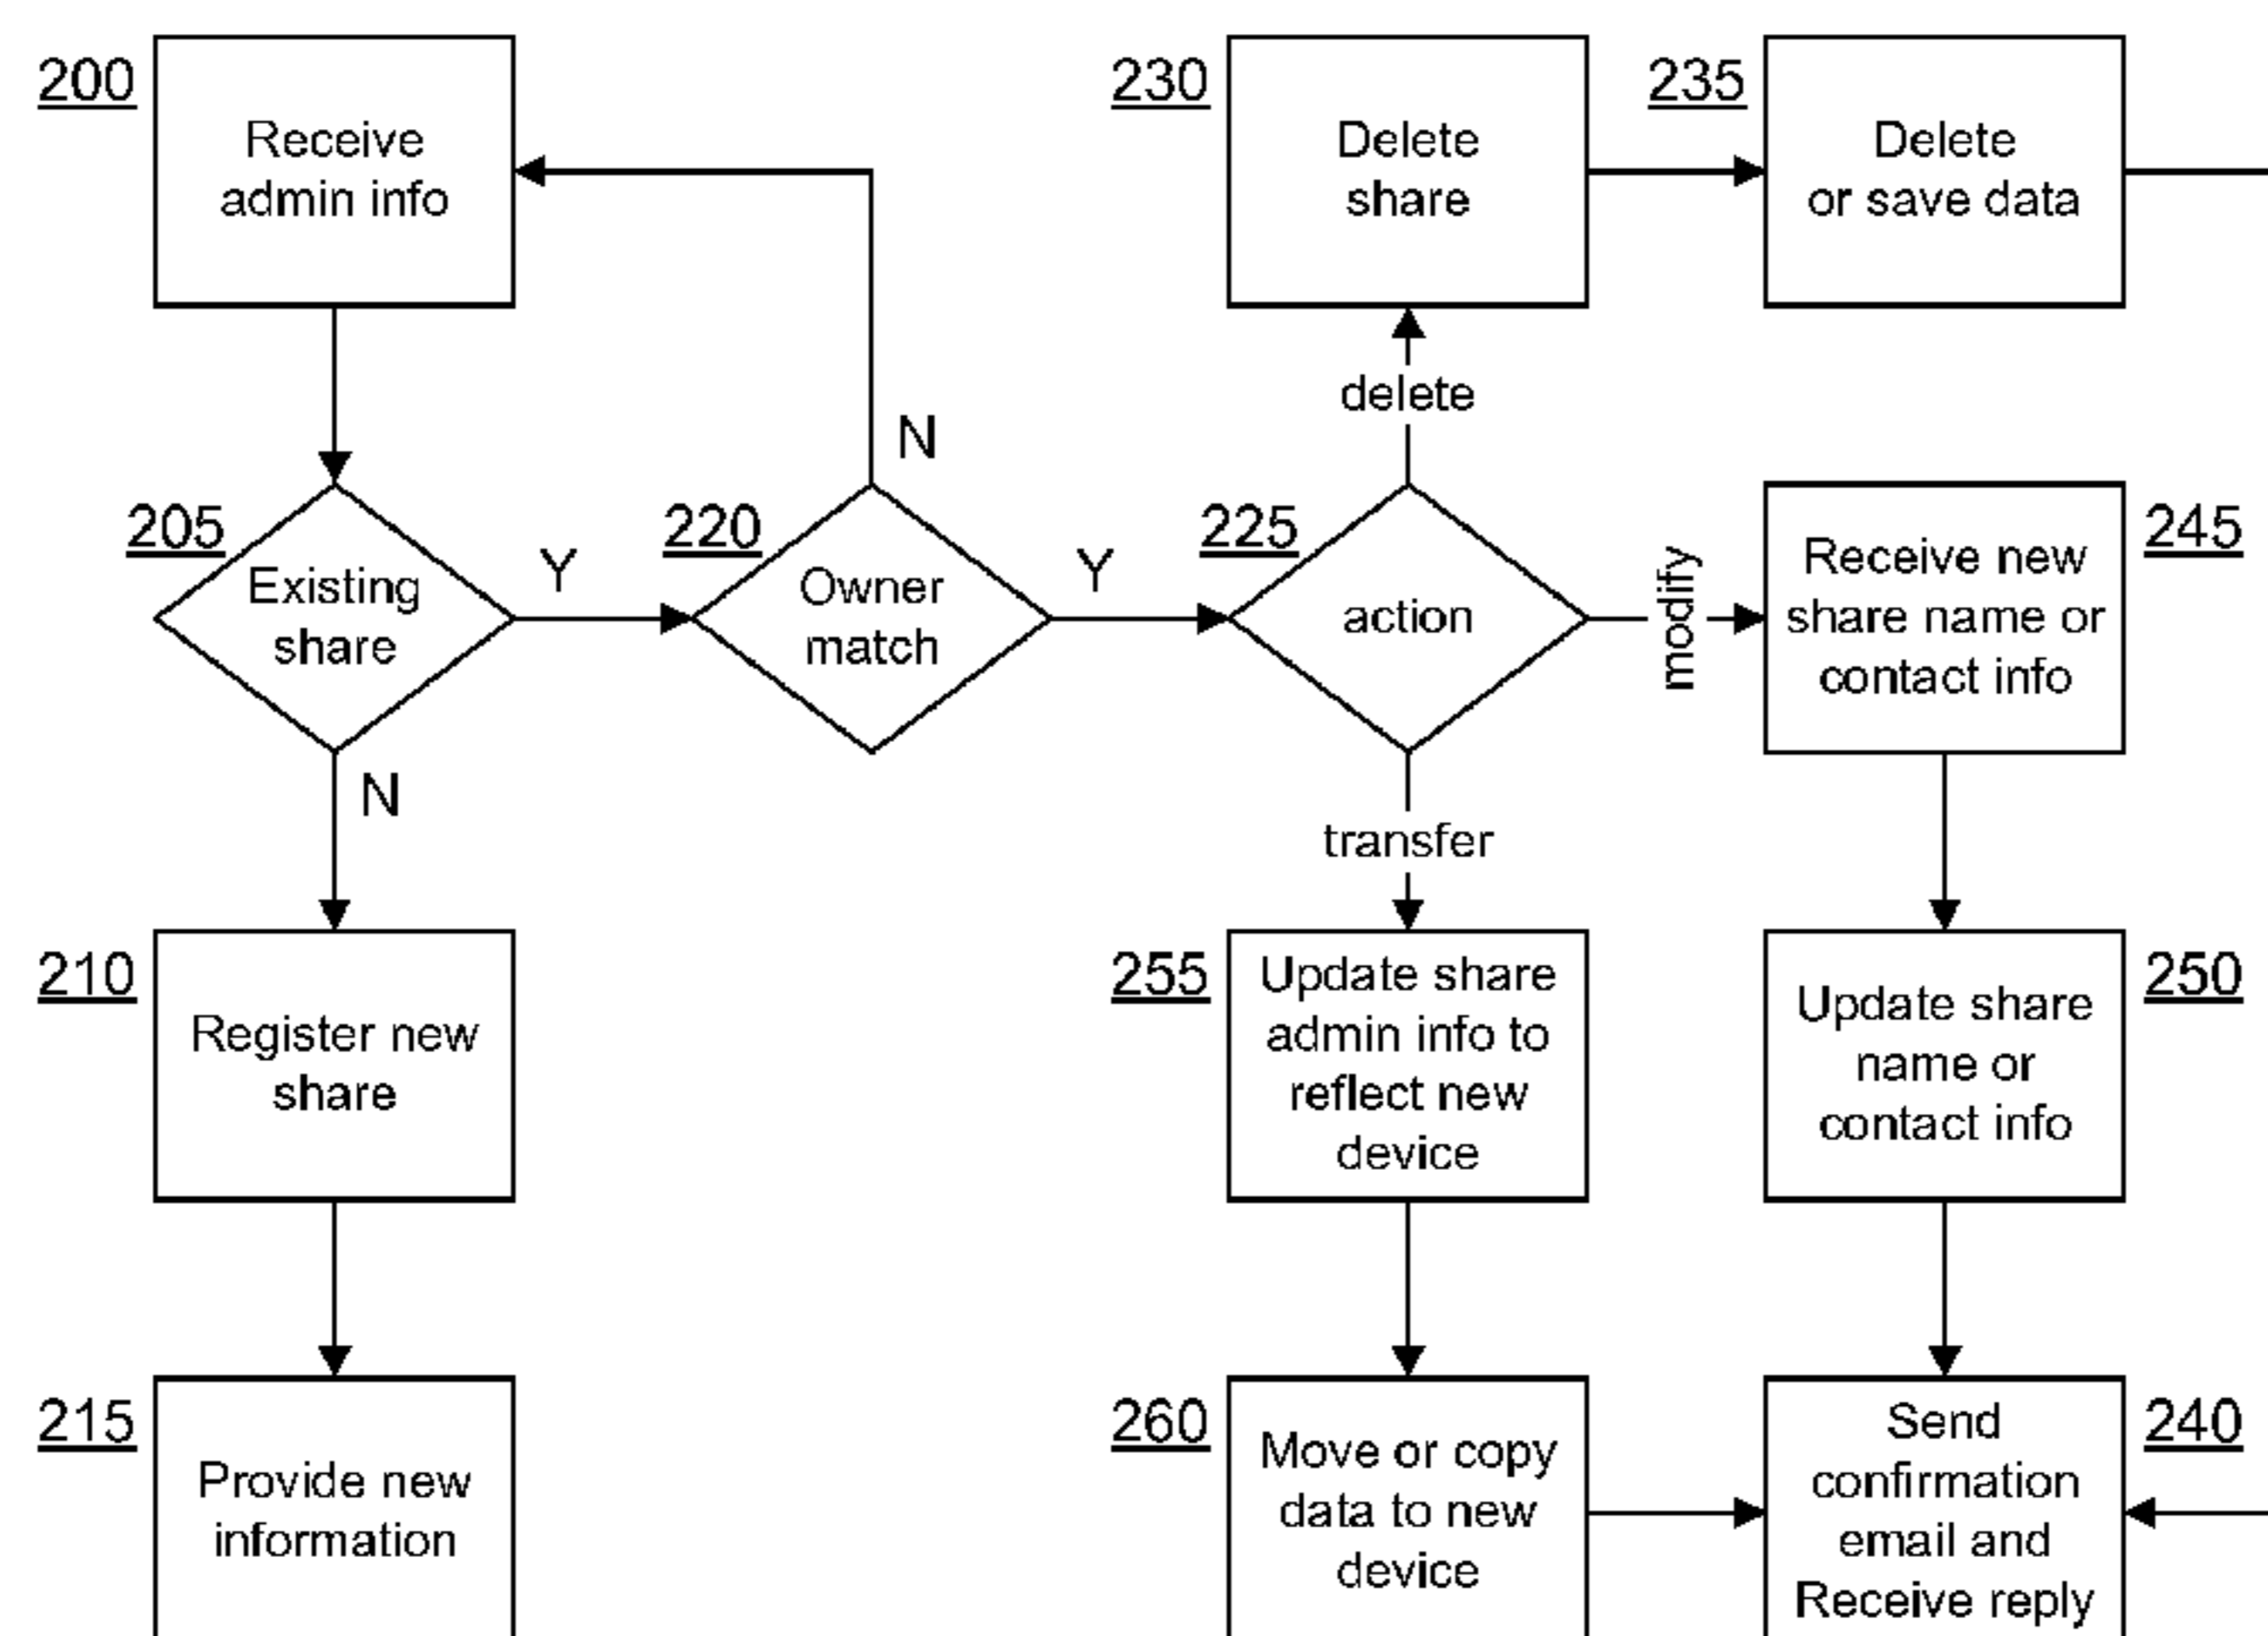 200
Receive
admin info
230
Delete
share
235
Delete
or save data
delete
N
205
Existing
share
Y
220
Owner
match
Y
225
action
modify
245
Receive new
share name or
contact info
N
transfer
210
Register new
share
255
Update share
admin info to
reflect new
device
250
Update share
name or
contact info
215
Provide new
information
260
Move or copy
data to new
device
240
Send
confirmation
email and
Receive reply